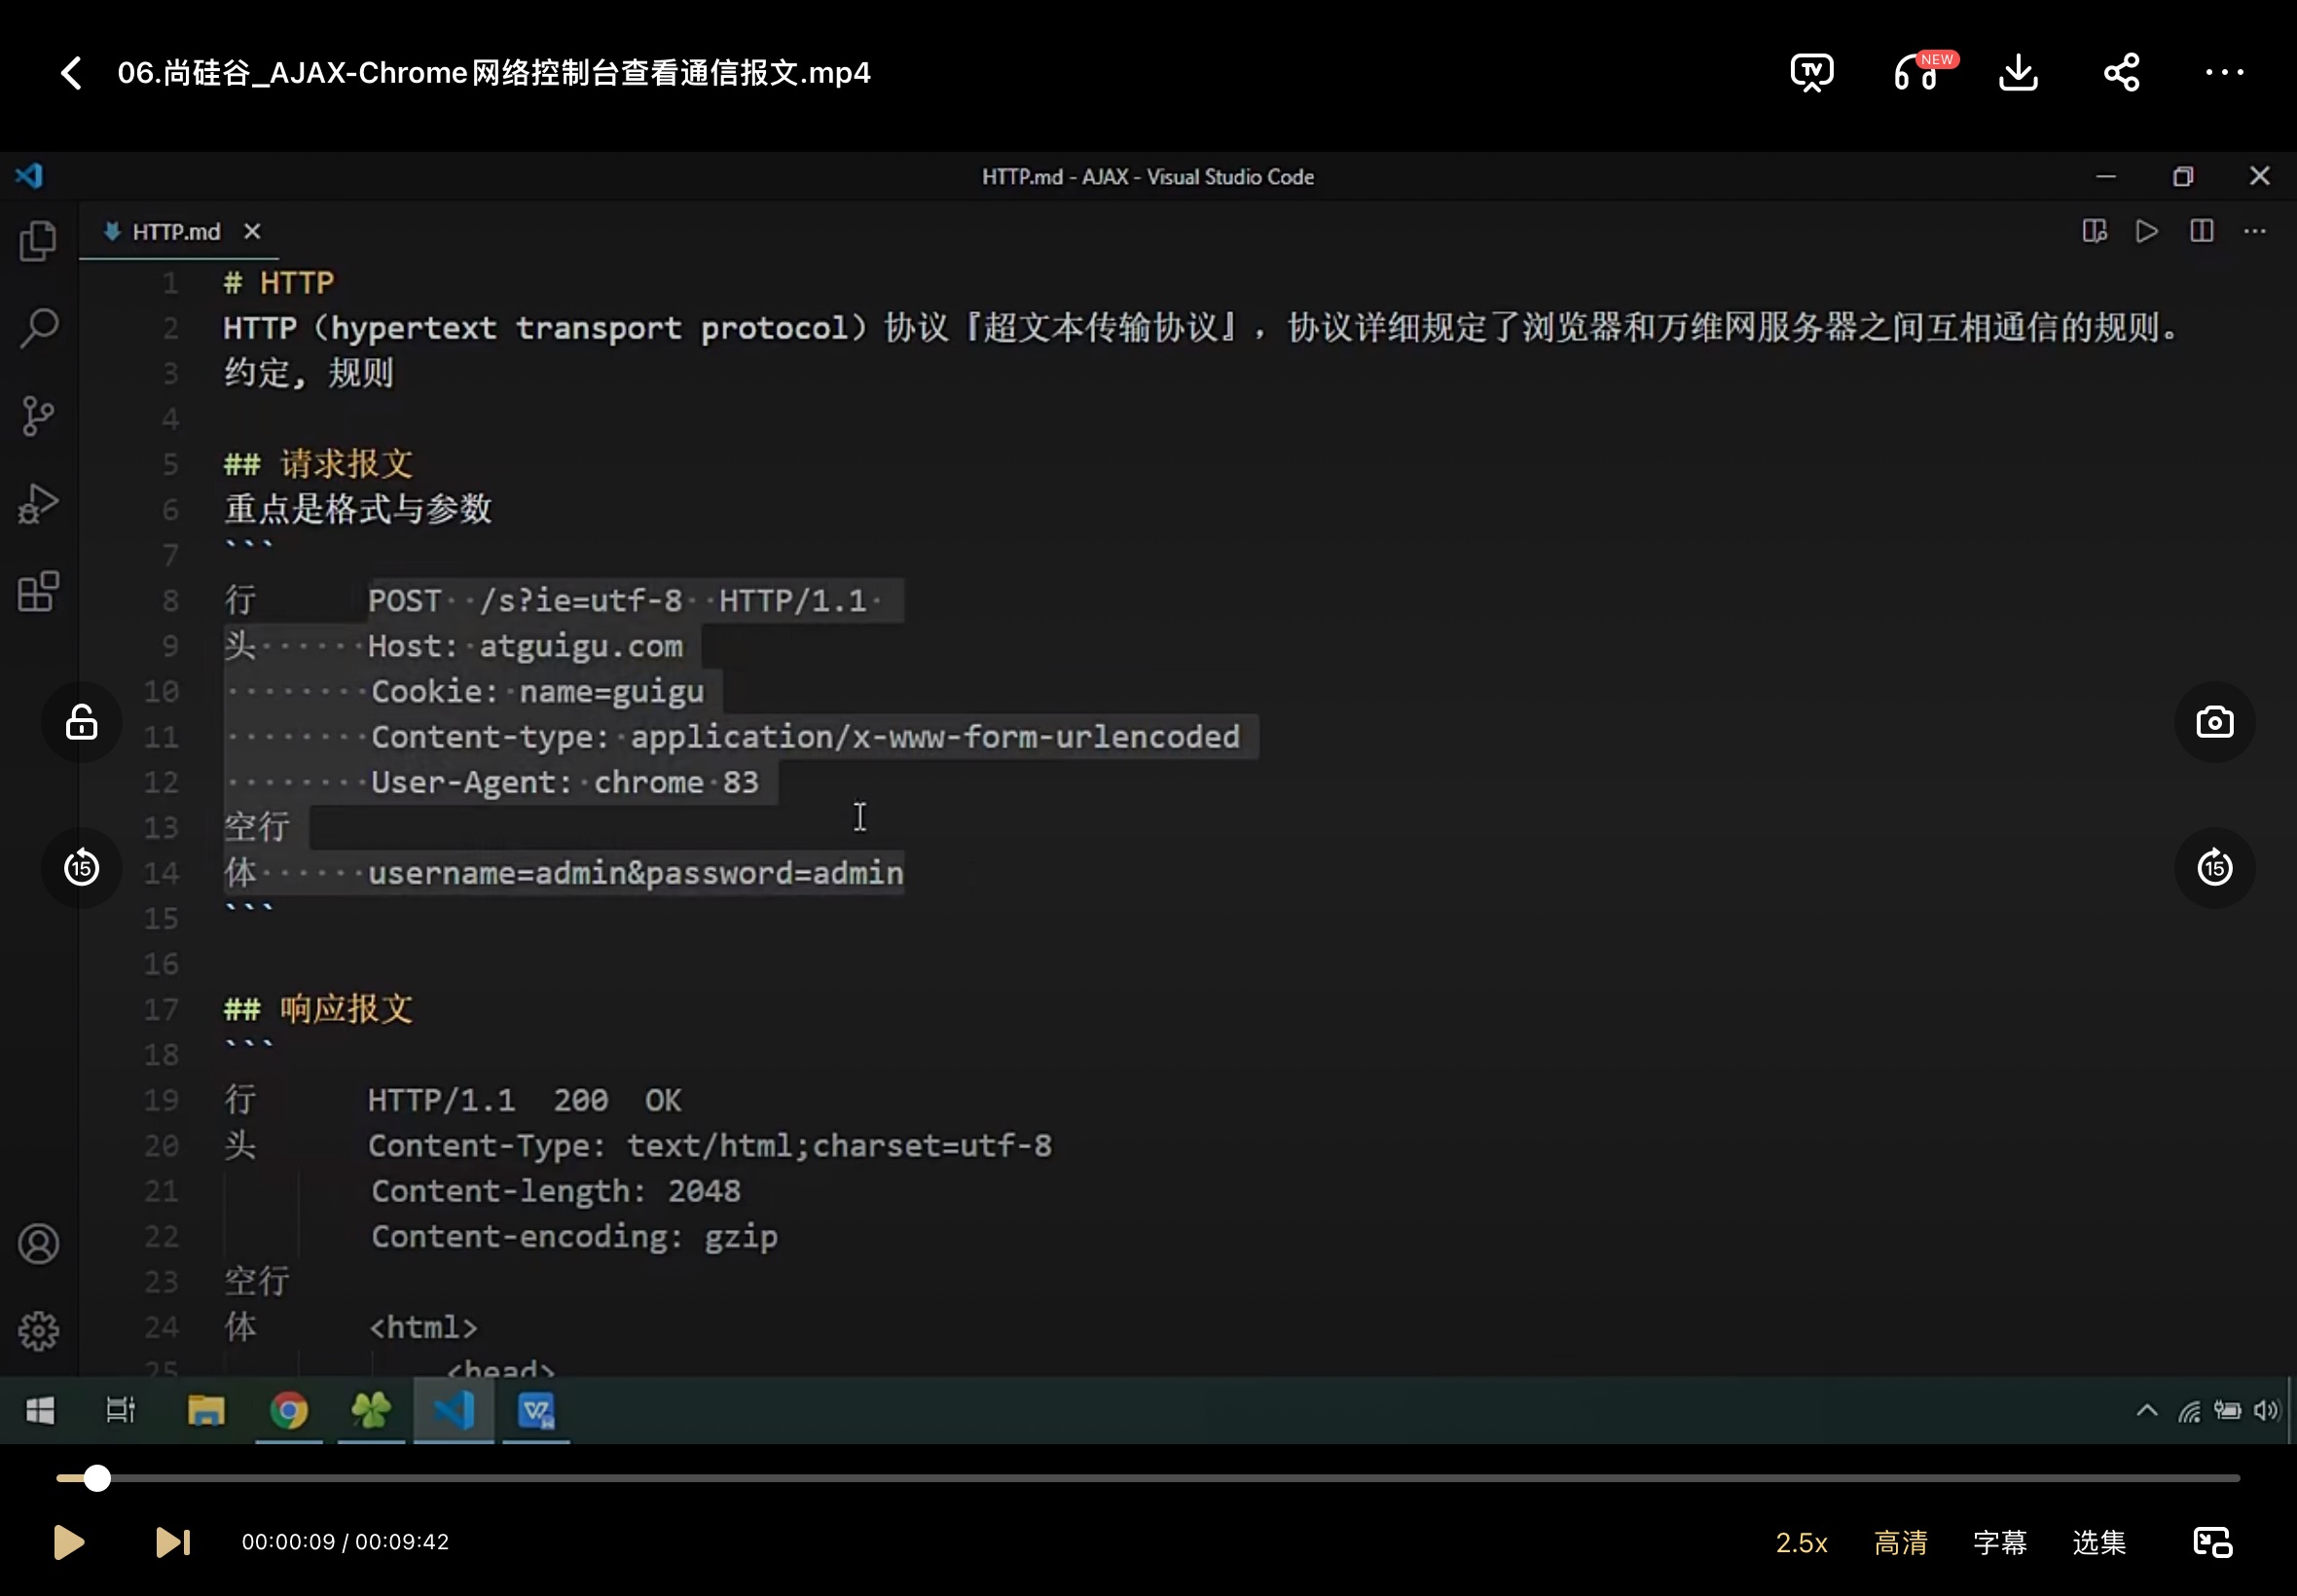 06.尚硅谷_AJAX-Chrome网络控制台查看通信报文.mp4
TV
NEW
HTTP.md - AJAX - Visual Studio Code
HTTP.md
1 # HTTP
2 HTTP（hypertext transport protocol）协议『超文本传输协议』，协议详细规定了浏览器和万维网服务器之间互相通信的规则。
3 约定, 规则
4
5 ## 请求报文
6 重点是格式与参数
7 ```
8 行      POST  /s?ie=utf-8  HTTP/1.1
9 头      Host: atguigu.com
10         Cookie: name=guigu
11         Content-type: application/x-www-form-urlencoded
12         User-Agent: chrome 83
13 空行
14 体      username=admin&password=admin
15 ```
16
17 ## 响应报文
18 ```
19 行      HTTP/1.1  200  OK
20 头      Content-Type: text/html;charset=utf-8
21         Content-length: 2048
22         Content-encoding: gzip
23 空行
24 体      <html>
25             <head>
15
15
00:00:09 / 00:09:42
2.5x
高清
字幕
选集